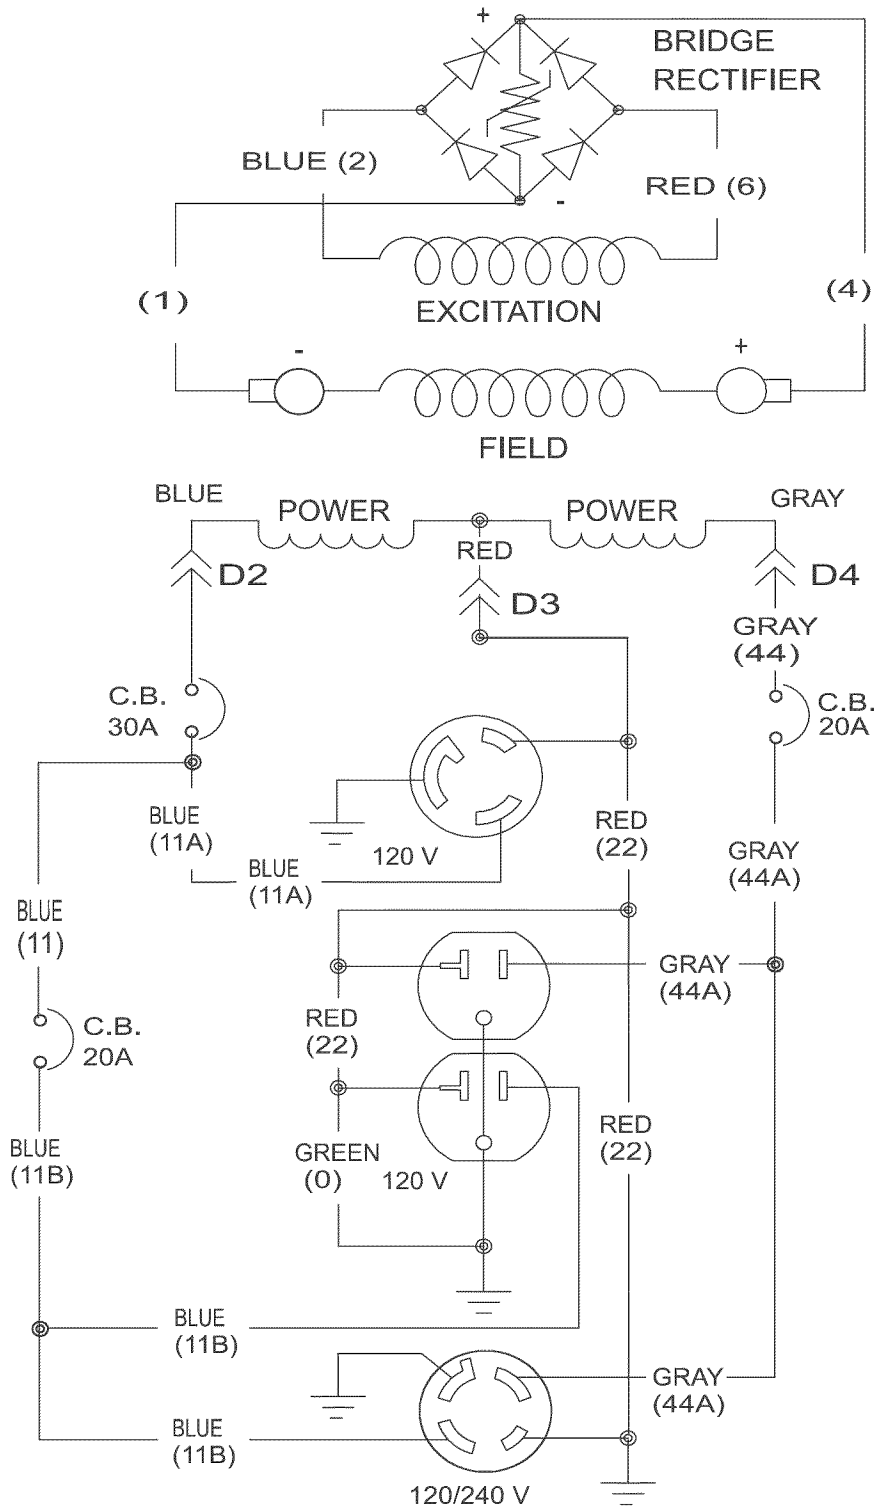 +
BRIDGE
RECTIFIER
BLUE (2)
RED (6)
-
(1)
(4)
EXCITATION
-
+
FIELD
BLUE
POWER
POWER
GRAY
RED
D2
D3
D4
GRAY
(44)
C.B.
30A
C.B.
20A
BLUE
(11A)
120 V
BLUE
(11A)
RED
(22)
GRAY
(44A)
BLUE
(11)
GRAY
(44A)
RED
(22)
C.B.
20A
BLUE
(11B)
GREEN
(0)
120 V
RED
(22)
BLUE
(11B)
GRAY
(44A)
BLUE
(11B)
120/240 V